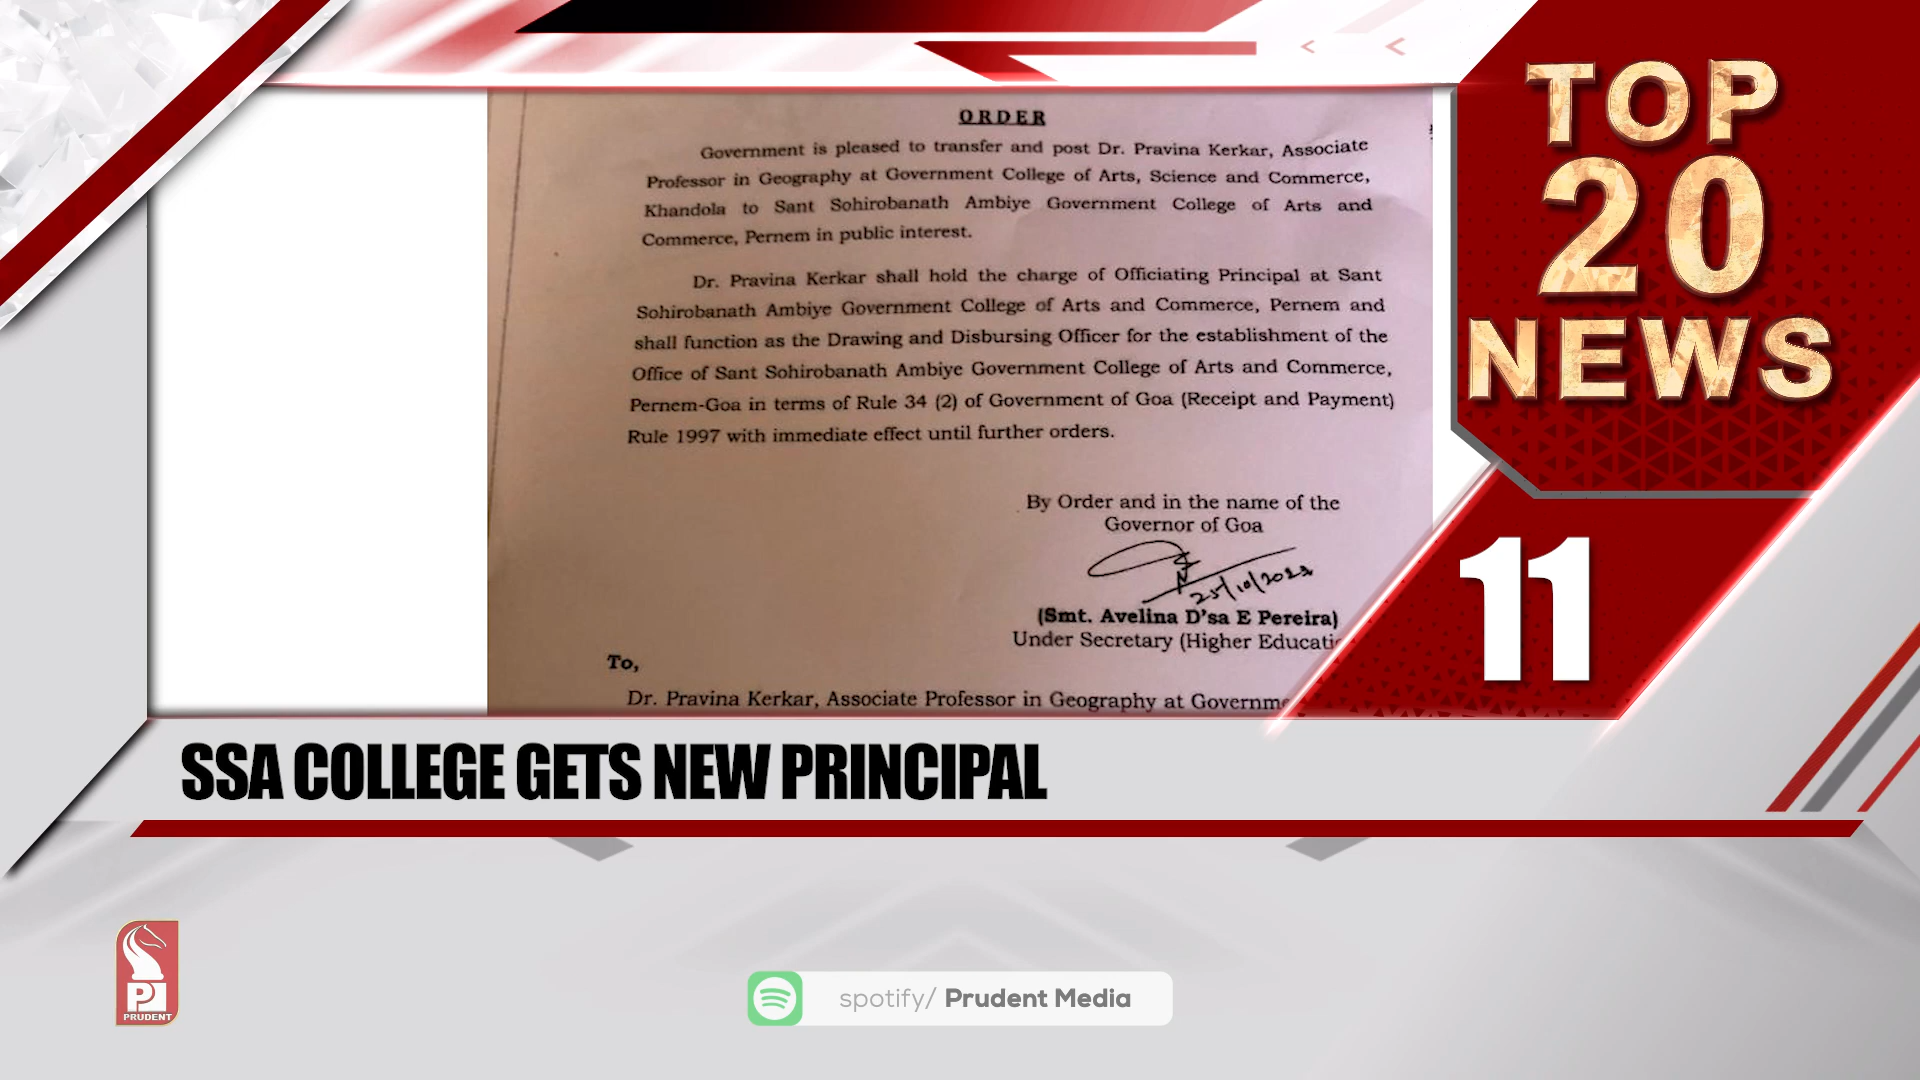 ORDER
Government is pleased to transfer and post Dr. Pravina Kerkar, Associate
Professor in Geography at Government College of Arts, Science and Commerce,
Khandola to Sant Sohirobanath Ambiye Government College of Arts and
Commerce, Pernem in public interest.
Dr. Pravina Kerkar shall hold the charge of Officiating Principal at Sant
Sohirobanath Ambiye Government College of Arts and Commerce, Pernem and
shall function as the Drawing and Disbursing Officer for the establishment of the
Office of Sant Sohirobanath Ambiye Government College of Arts and Commerce,
Pernem-Goa in terms of Rule 34 (2) of Government of Goa (Receipt and Payment)
Rule 1997 with immediate effect until further orders.
By Order and in the name of the
Governor of Goa
(Smt. Avelina D'sa E Pereira)
Under Secretary (Higher Educati
To,
Dr. Pravina Kerkar, Associate Professor in Geography at Governme
TOP
20
NEWS
11
SSA COLLEGE GETS NEW PRINCIPAL
PRUDENT
spotify/ Prudent Media